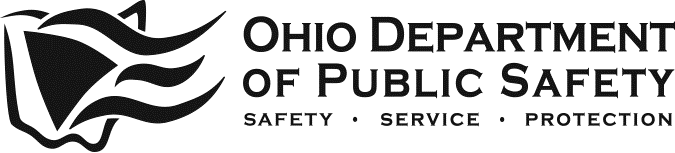 OHIO DEPARTMENT
OF PUBLIC SAFETY
SAFETY • SERVICE • PROTECTION